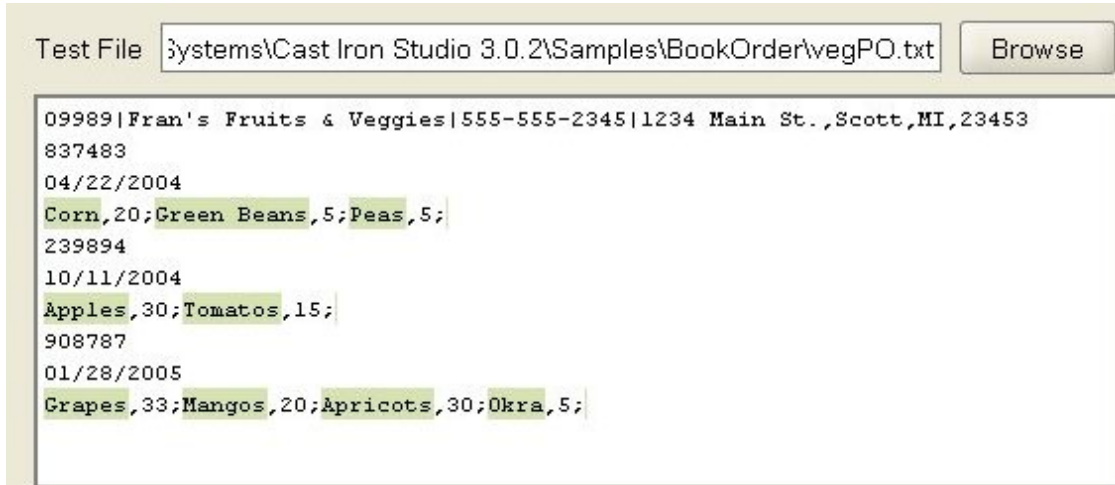 Test File ystems\Cast Iron Studio 3.0.2\Samples\BookOrder\vegPO.txt Browse
09989|Fran's Fruits & Veggies|555-555-2345|1234 Main St.,Scott,MI,23453
837483
04/22/2004
Corn,20;Green Beans,5;Peas,5;
239894
10/11/2004
Apples,30;Tomatos,15;
908787
01/28/2005
Grapes,33;Mangos,20;Apricots,30;Okra,5;